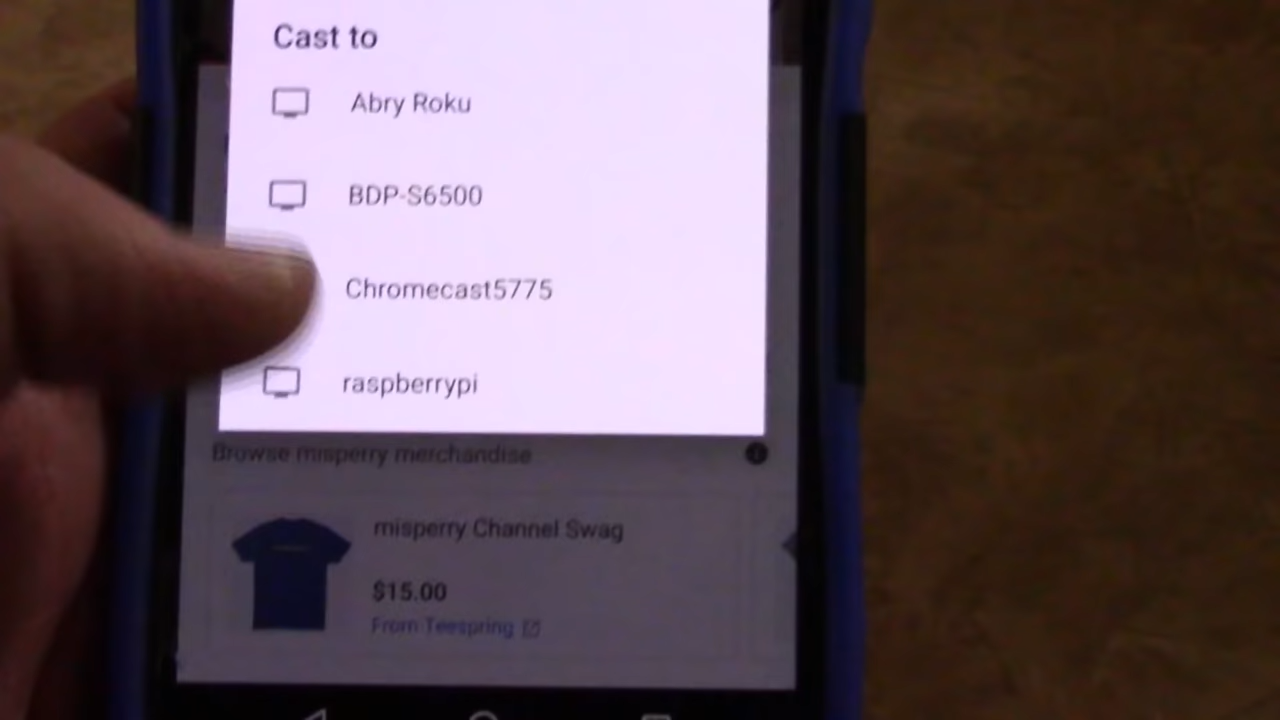 Cast to
Abry Roku
BDP-S6500
Chromecast5775
raspberrypi
Browse misperry merchandise
misperry Channel Swag
$15.00
From Teespring